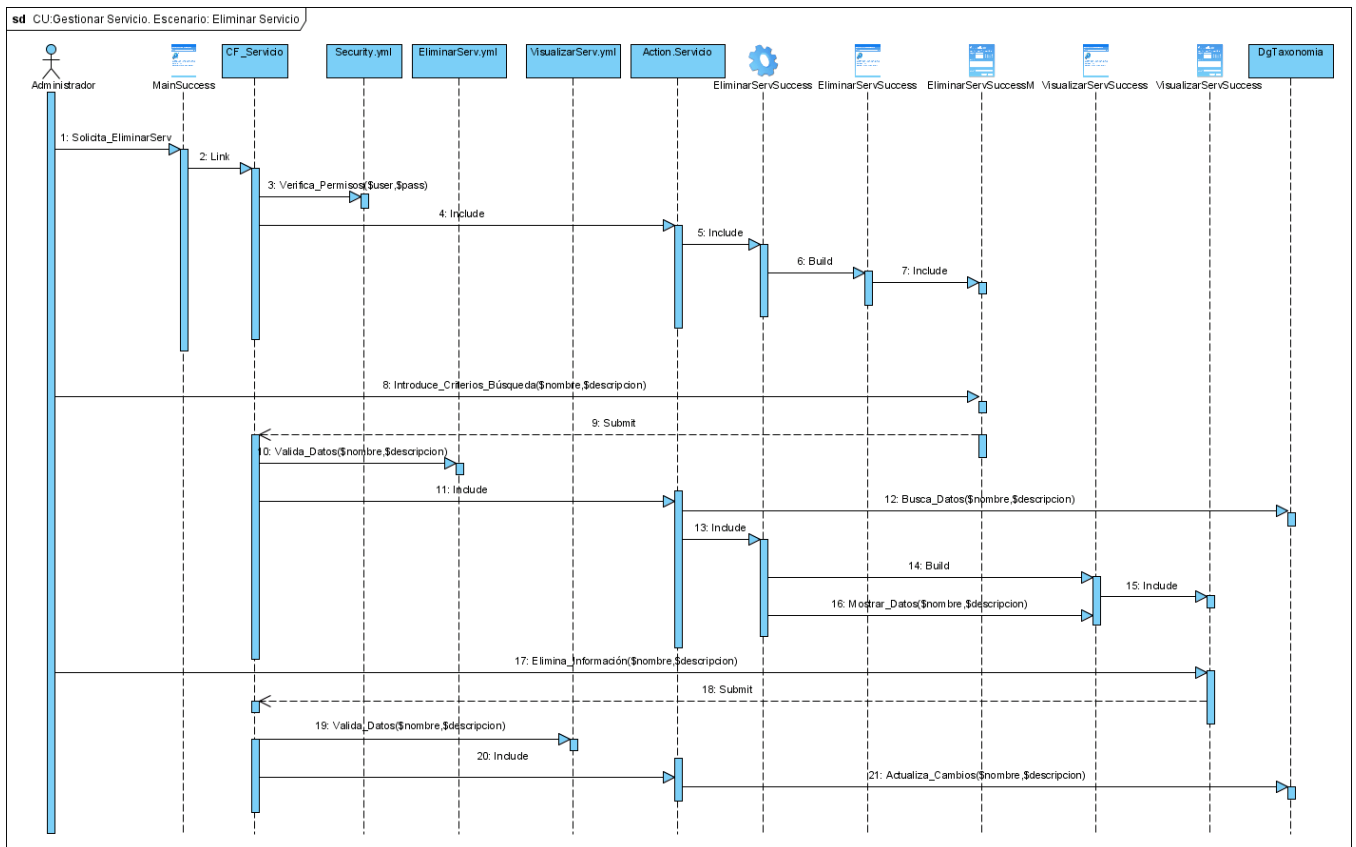 sd CU:Gestionar Servicio. Escenario: Eliminar Servicio
CF_Servicio
Security.yml
EliminarServ.yml
VisualizarServ.yml
Action.Servicio
DgTaxonomia
Administrador
MainSuccess
EliminarServSuccess
EliminarServSuccess
EliminarServSuccessM
VisualizarServSuccess
VisualizarServSuccess
1: Solicita_EliminarServ
2: Link
3: Verifica_Permisos($user,$pass)
4: Include
5: Include
6: Build
7: Include
8: Introduce_Criterios_Búsqueda($nombre,$descripcion)
9: Submit
10: Valida_Datos($nombre,$descripcion)
11: Include
12: Busca_Datos($nombre,$descripcion)
13: Include
14: Build
15: Include
16: Mostrar_Datos($nombre,$descripcion)
17: Elimina_Información($nombre,$descripcion)
18: Submit
19: Valida_Datos($nombre,$descripcion)
20: Include
21: Actualiza_Cambios($nombre,$descripcion)